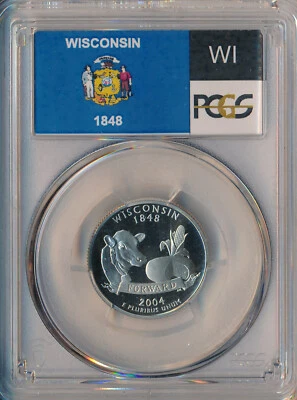 WISCONSIN
1848
WI
PCGS
WISCONSIN
1848
FORWARD
2004
E PLURIBUS UNUM